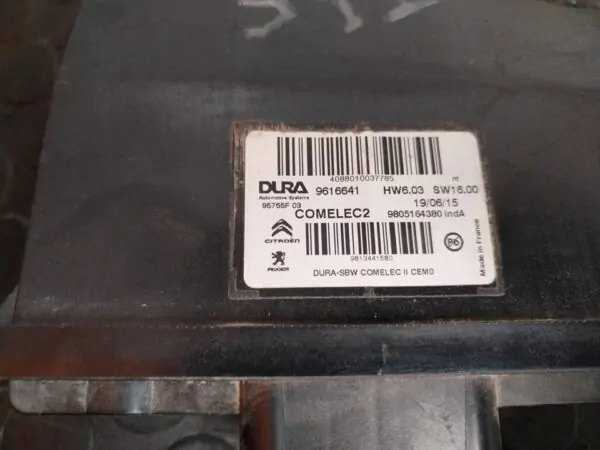 4088010037785
DURA 9616641 HW6.03 SW16.00
Automotive Systems 19/06/15
95755F 03
COMELEC2 9805164380 indA
CITROËN
PEUGEOT
9813441580
DURA-SBW COMELEC II CEM0
Made in France